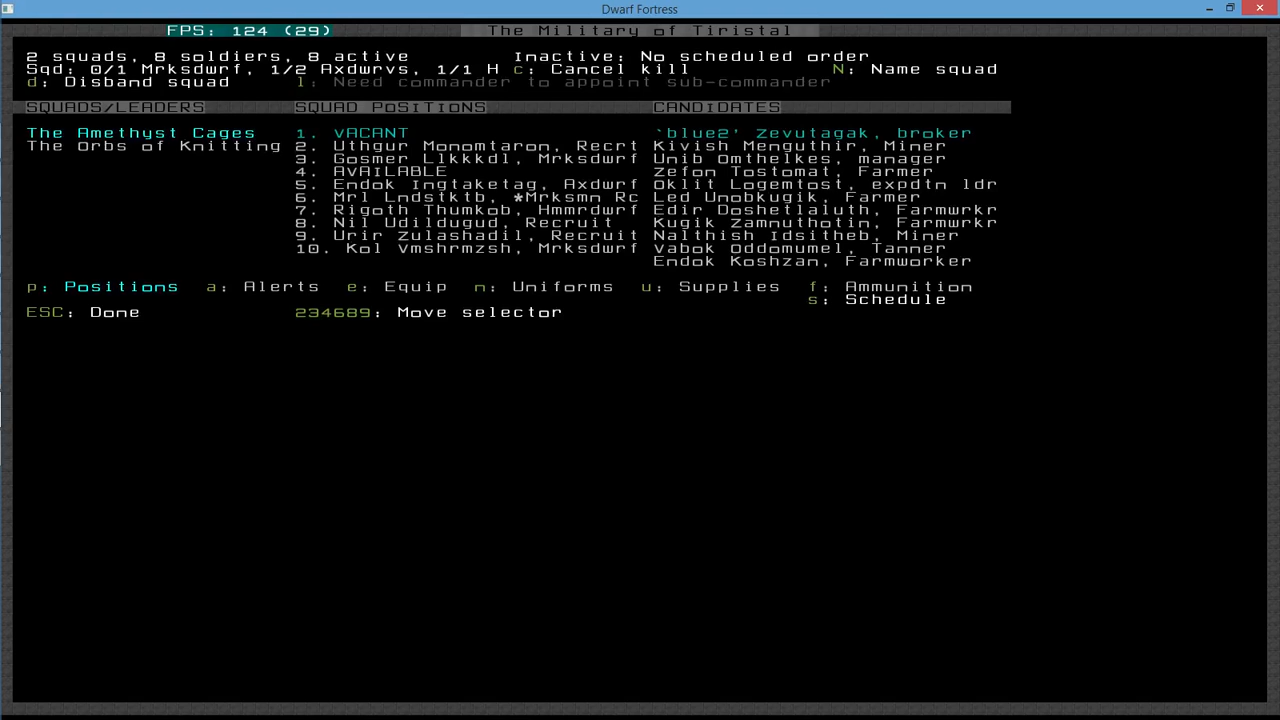 Dwarf Fortress
FPS: 124 (29) The Military of Tiristal
2 squads, 8 soldiers, 8 active Inactive: No scheduled order
Sqd: 0/1 Mrksdwrf, 1/2 Axdwrvs, 1/1 H c: Cancel kill N: Name squad
d: Disband squad l: Need commander to appoint sub-commander
SQUADS/LEADERS SQUAD POSITIONS CANDIDATES
The Amethyst Cages 1. VACANT `blue2' Zevutagak, broker
The Orbs of Knitting 2. Uthgur Monomtaron, Recrt Kivish Menguthir, Miner
3. Gosmer Llkkkdl, Mrksdwrf Unib Omthelkes, manager
4. AVAILABLE Zefon Tostomat, Farmer
5. Endok Ingtaketag, Axdwrf Oklit Logemtost, expdtn ldr
6. Mrl Lndstktb, *Mrksmn Rc Led Unobkugik, Farmer
7. Rigoth Thumkob, Hmmrdwrf Edir Doshetlaluth, Farmwrkr
8. Nil Udildugud, Recruit Kugik Zamnuthotin, Farmwrkr
9. Urir Zulashadil, Recruit Nalthish Idsitheb, Miner
10. Kol Vmshrmzsh, Mrksdwrf Vabok Oddomumel, Tanner
Endok Koshzan, Farmworker
p: Positions a: Alerts e: Equip n: Uniforms u: Supplies f: Ammunition
s: Schedule
ESC: Done 234689: Move selector